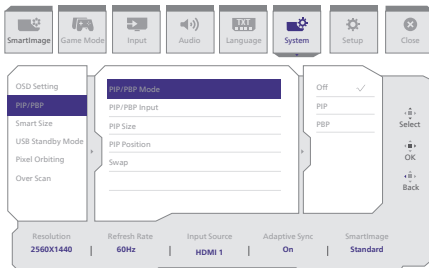 SmartImage
Game Mode
Input
Audio
TXT
Language
System
Setup
Close
OSD Setting
PIP/PBP
Smart Size
USB Standby Mode
Pixel Orbiting
Over Scan
PIP/PBP Mode
PIP/PBP Input
PIP Size
PIP Position
Swap
Off
PIP
PBP
Select
OK
Back
Resolution
Refresh Rate
Input Source
Adaptive Sync
SmartImage
2560X1440 |
60Hz |
HDMI 1 |
On |
Standard